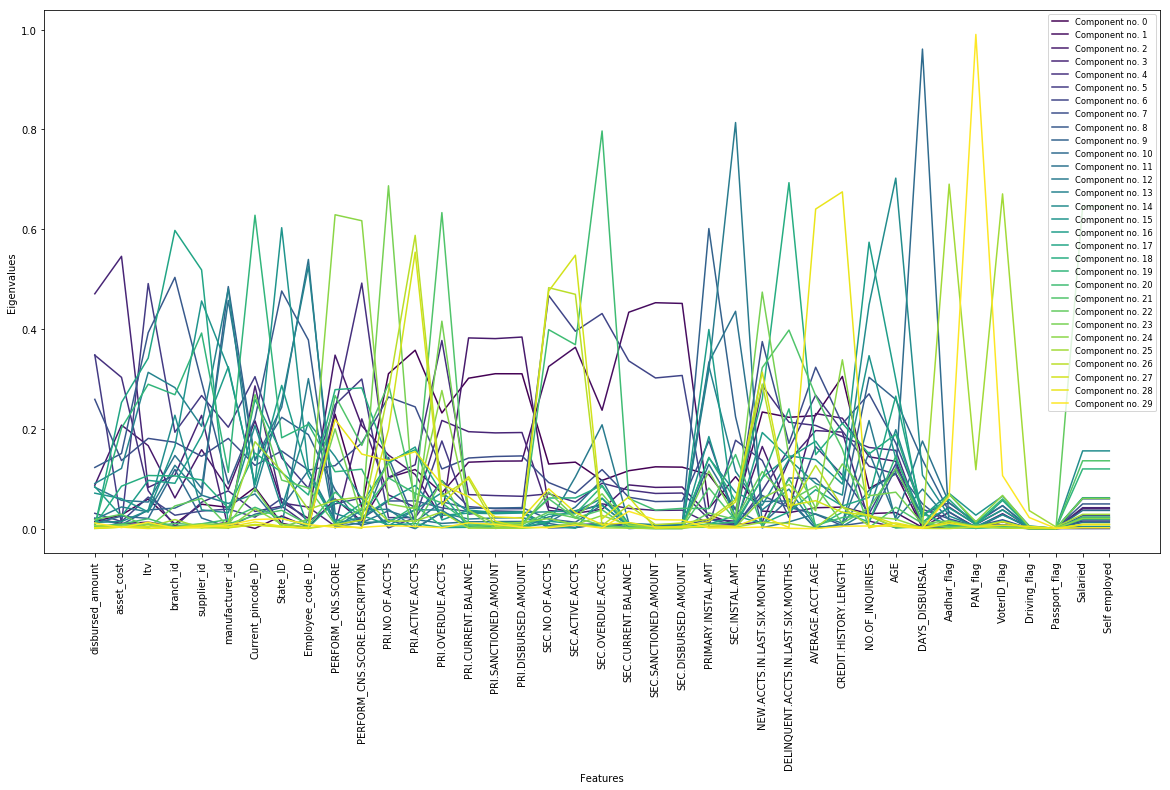 1.0
0.8
0.6
0.4
0.2
0.0
Eigenvalues
Component no. 0
Component no. 1
Component no. 2
Component no. 3
Component no. 4
Component no. 5
Component no. 6
Component no. 7
Component no. 8
Component no. 9
Component no. 10
Component no. 11
Component no. 12
Component no. 13
Component no. 14
Component no. 15
Component no. 16
Component no. 17
Component no. 18
Component no. 19
Component no. 20
Component no. 22
Component no. 23
Component no. 24
Component no. 25
Component no. 26
Component no. 27
Component no. 28
Component no. 29
disbursed_amount
asset_cost
ltv
branch_id
supplier_id
manufacturer_id
Current_pincode_ID
State_ID
Employee_code_ID
PERFORM_CNS.SCORE
PERFORM_CNS.SCORE.DESCRIPTION
PRI.NO.OF.ACCTS
PRI.ACTIVE.ACCTS
PRI.OVERDUE.ACCTS
PRI.CURRENT.BALANCE
PRI.SANCTIONED.AMOUNT
PRI.DISBURSED.AMOUNT
SEC.NO.OF.ACCTS
SEC.ACTIVE.ACCTS
SEC.OVERDUE.ACCTS
SEC.CURRENT.BALANCE
SEC.SANCTIONED.AMOUNT
SEC.DISBURSED.AMOUNT
PRIMARY.INSTAL.AMT
SEC.INSTAL.AMT
NEW.ACCTS.IN.LAST.SIX.MONTHS
DELINQUENT.ACCTS.IN.LAST.SIX.MONTHS
AVERAGE.ACCT.AGE
CREDIT.HISTORY.LENGTH
NO.OF_INQUIRIES
AGE
DAYS_DISBURSAL
Aadhar_flag
PAN_flag
VoterID_flag
Driving_flag
Passport_flag
Salaried
Self employed
Features